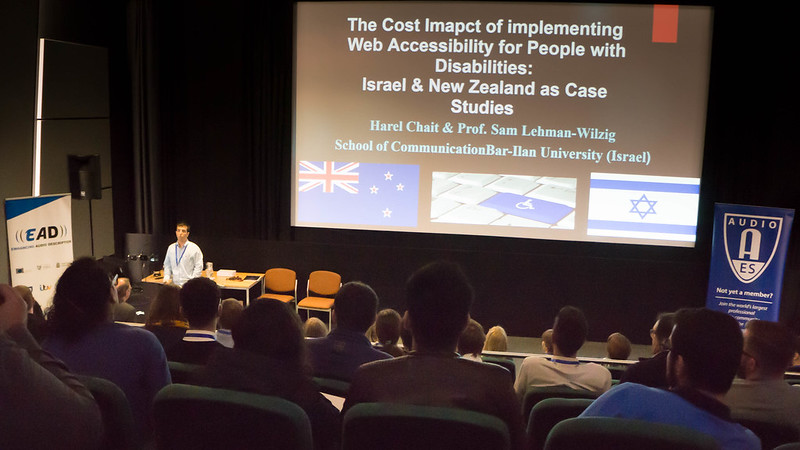 The Cost Imapct of implementing
Web Accessibility for People with
Disabilities:
Israel & New Zealand as Case
Studies
Harel Chait & Prof. Sam Lehman-Wilzig
School of CommunicationBar-Ilan University (Israel)
EAD
ENHANCING AUDIO DESCRIPTION
itv
AUDIO
AES
Not yet a member?
Join the world's
largest
professional